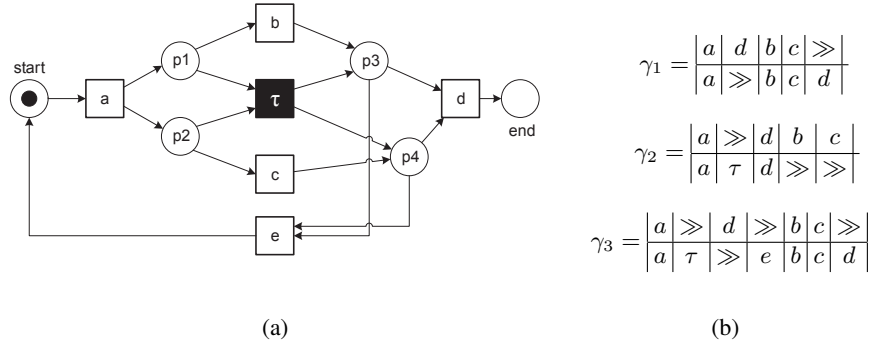 start
a
p1
p2
b
τ
c
e
p3
p4
d
end
γ1 = | a | d | b | c | ≫ |
| a | ≫ | b | c | d |
γ2 = | a | ≫ | d | b | c |
| a | τ | d | ≫ | ≫ |
γ3 = | a | ≫ | d | ≫ | b | c | ≫ |
| a | τ | ≫ | e | b | c | d |
(a)
(b)